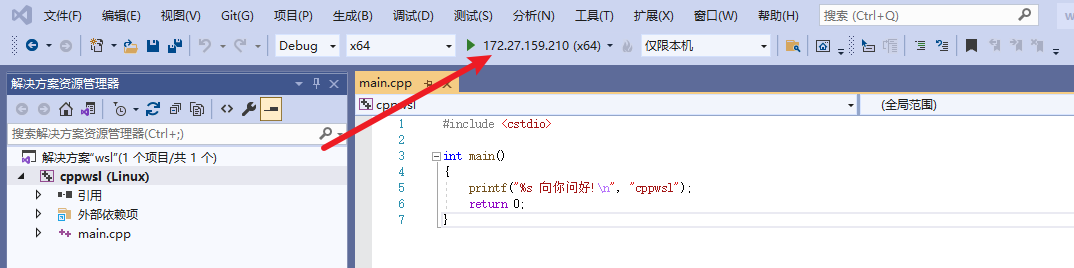 文件(F) 编辑(E) 视图(V) Git(G) 项目(P) 生成(B) 调试(D) 测试(S) 分析(N) 工具(T) 扩展(X) 窗口(W) 帮助(H) 搜索 (Ctrl+Q) w
Debug x64 172.27.159.210 (x64) 仅限本机
解决方案资源管理器
main.cpp
cppwsl (全局范围)
搜索解决方案资源管理器(Ctrl+;)
解决方案"wsl"(1 个项目/共 1 个)
cppwsl (Linux)
引用
外部依赖项
main.cpp
1 #include <cstdio>
2
3 int main()
4 {
5 printf("%s 向你问好!\n", "cppwsl");
6 return 0;
7 }